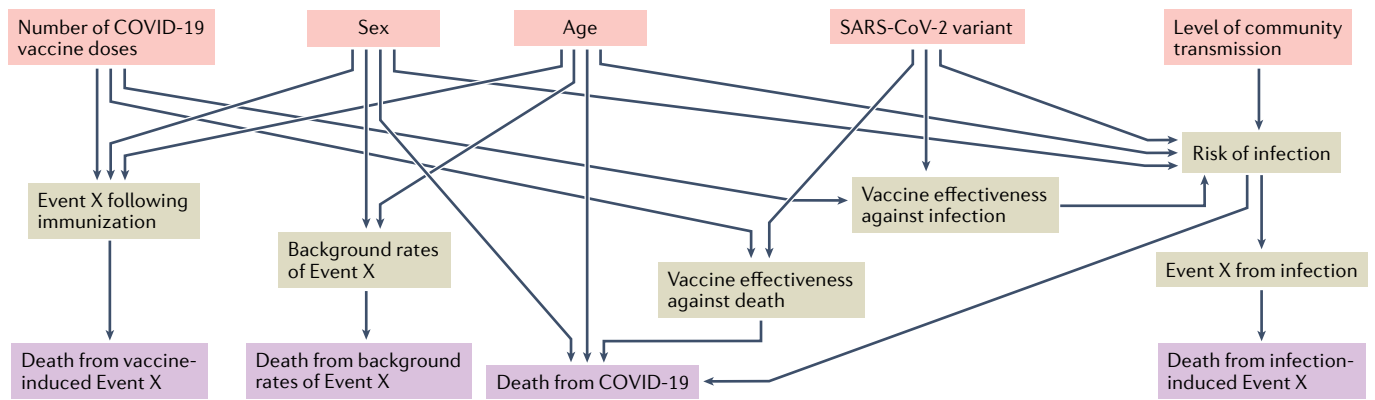 Number of COVID-19
vaccine doses
Sex
Age
SARS-CoV-2 variant
Level of community
transmission
Risk of infection
Event X following
immunization
Vaccine effectiveness
against infection
Background rates
of Event X
Vaccine effectiveness
against death
Event X from infection
Death from vaccine-
induced Event X
Death from background
rates of Event X
Death from COVID-19
Death from infection-
induced Event X